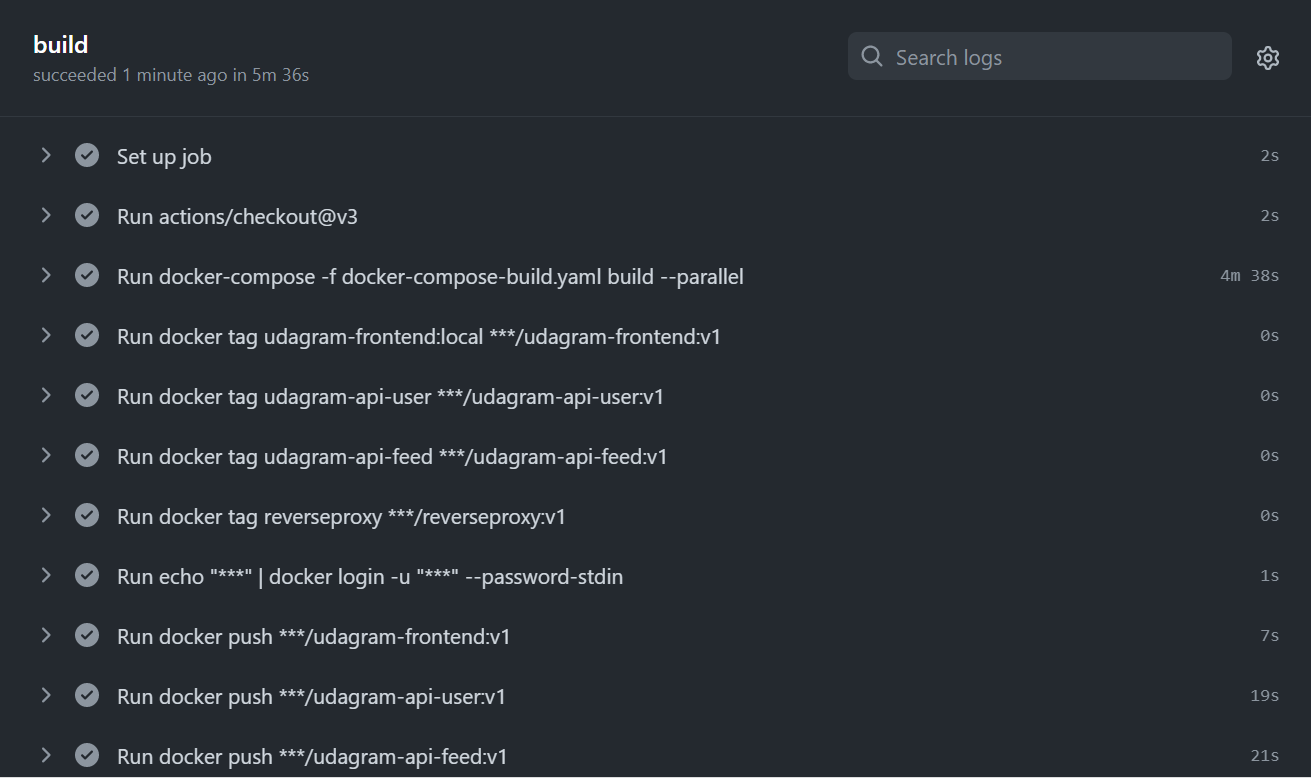 build
succeeded 1 minute ago in 5m 36s
Search logs
Set up job 2s
Run actions/checkout@v3 2s
Run docker-compose -f docker-compose-build.yaml build --parallel 4m 38s
Run docker tag udagram-frontend:local ***/udagram-frontend:v1 0s
Run docker tag udagram-api-user ***/udagram-api-user:v1 0s
Run docker tag udagram-api-feed ***/udagram-api-feed:v1 0s
Run docker tag reverseproxy ***/reverseproxy:v1 0s
Run echo "***" | docker login -u "***" --password-stdin 1s
Run docker push ***/udagram-frontend:v1 7s
Run docker push ***/udagram-api-user:v1 19s
Run docker push ***/udagram-api-feed:v1 21s